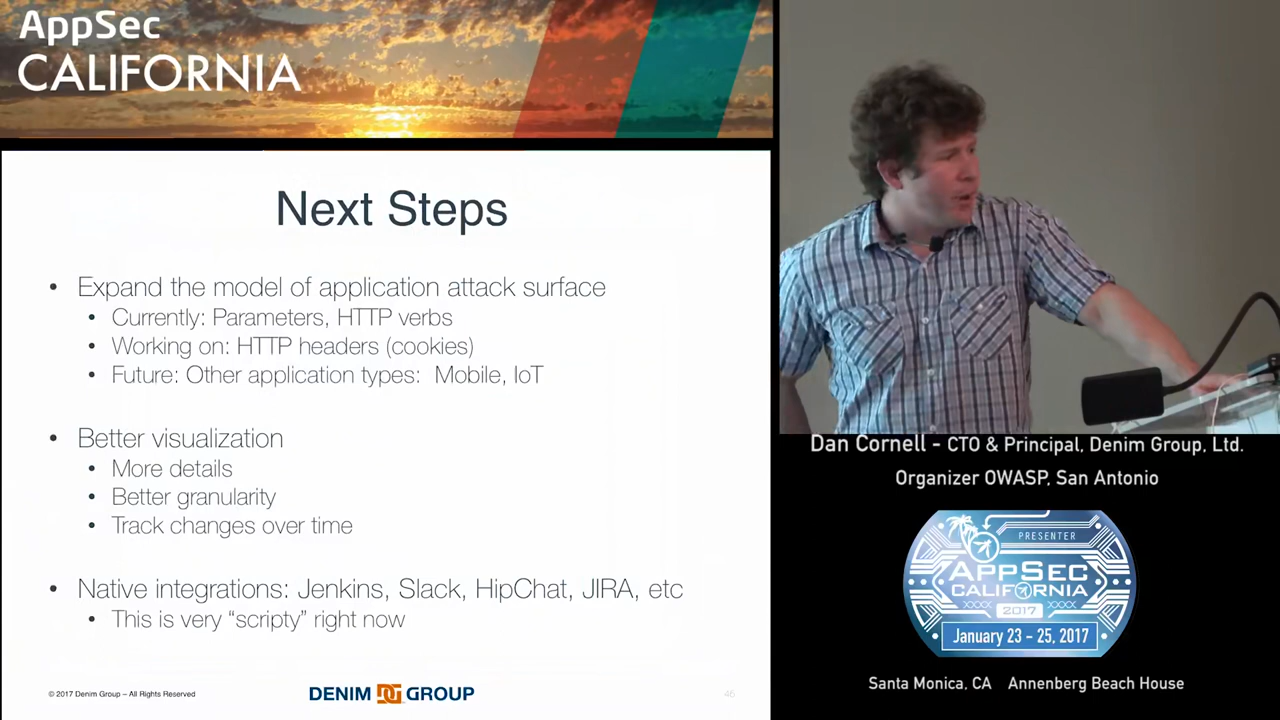 AppSec
CALIFORNIA
Next Steps
• Expand the model of application attack surface
• Currently: Parameters, HTTP verbs
• Working on: HTTP headers (cookies)
• Future: Other application types: Mobile, IoT
• Better visualization
• More details
• Better granularity
• Track changes over time
• Native integrations: Jenkins, Slack, HipChat, JIRA, etc
• This is very “scripty” right now
© 2017 Denim Group – All Rights Reserved
DENIM DG GROUP
46
Dan Cornell - CTO & Principal, Denim Group, Ltd.
Organizer OWASP, San Antonio
PRESENTER
APPSEC
CALIFORNIA
XXXX 2017 XXXX
January 23 - 25, 2017
Santa Monica, CA Annenberg Beach House